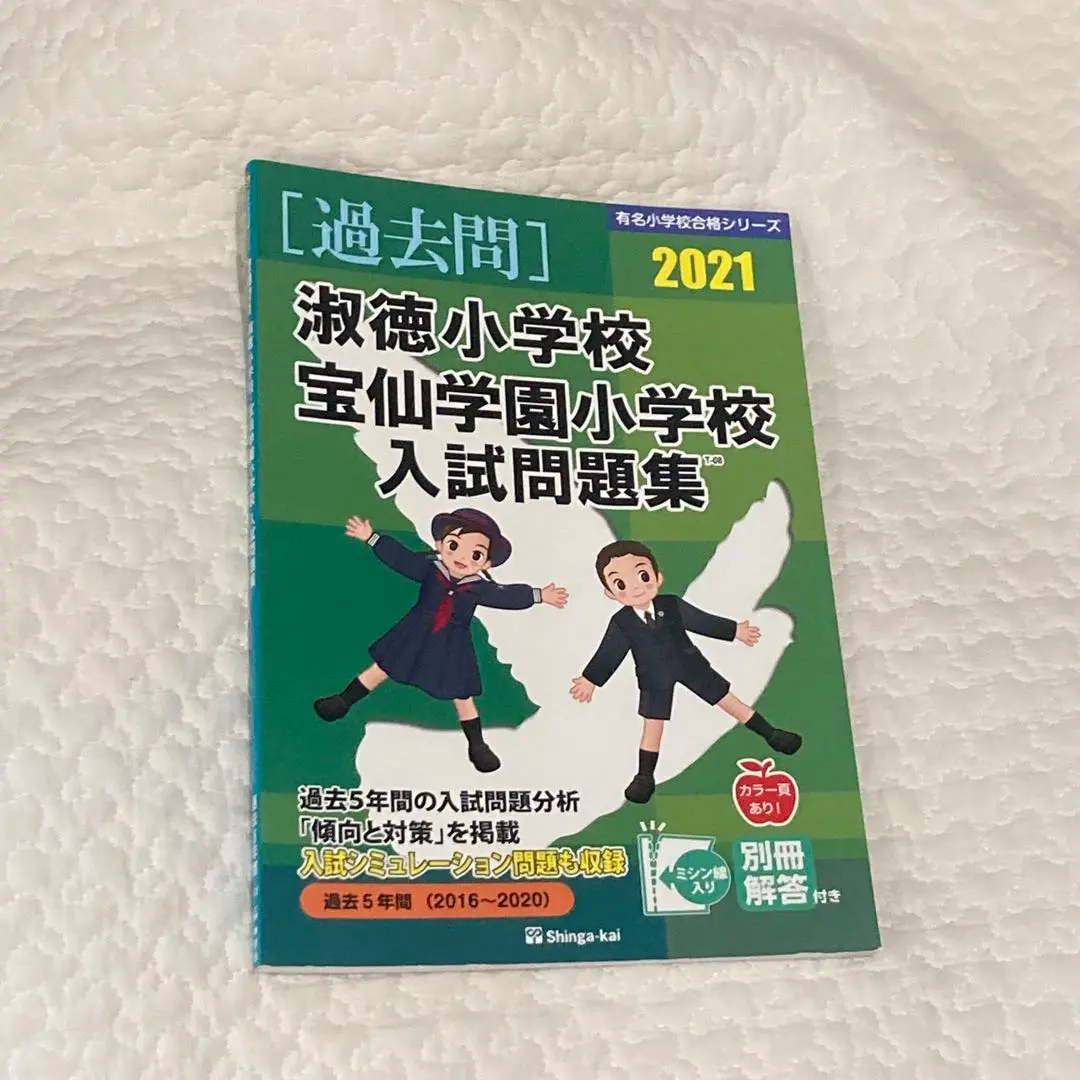 [過去問]
有名小学校合格シリーズ
2021
淑徳小学校
宝仙学園小学校
入試問題集
T-08
過去5年間の入試問題分析
「傾向と対策」を掲載
入試シミュレーション問題も収録
過去5年間 (2016〜2020)
カラー頁
あり!
ミシン線
入り
別冊
解答付き
Shinga-kai